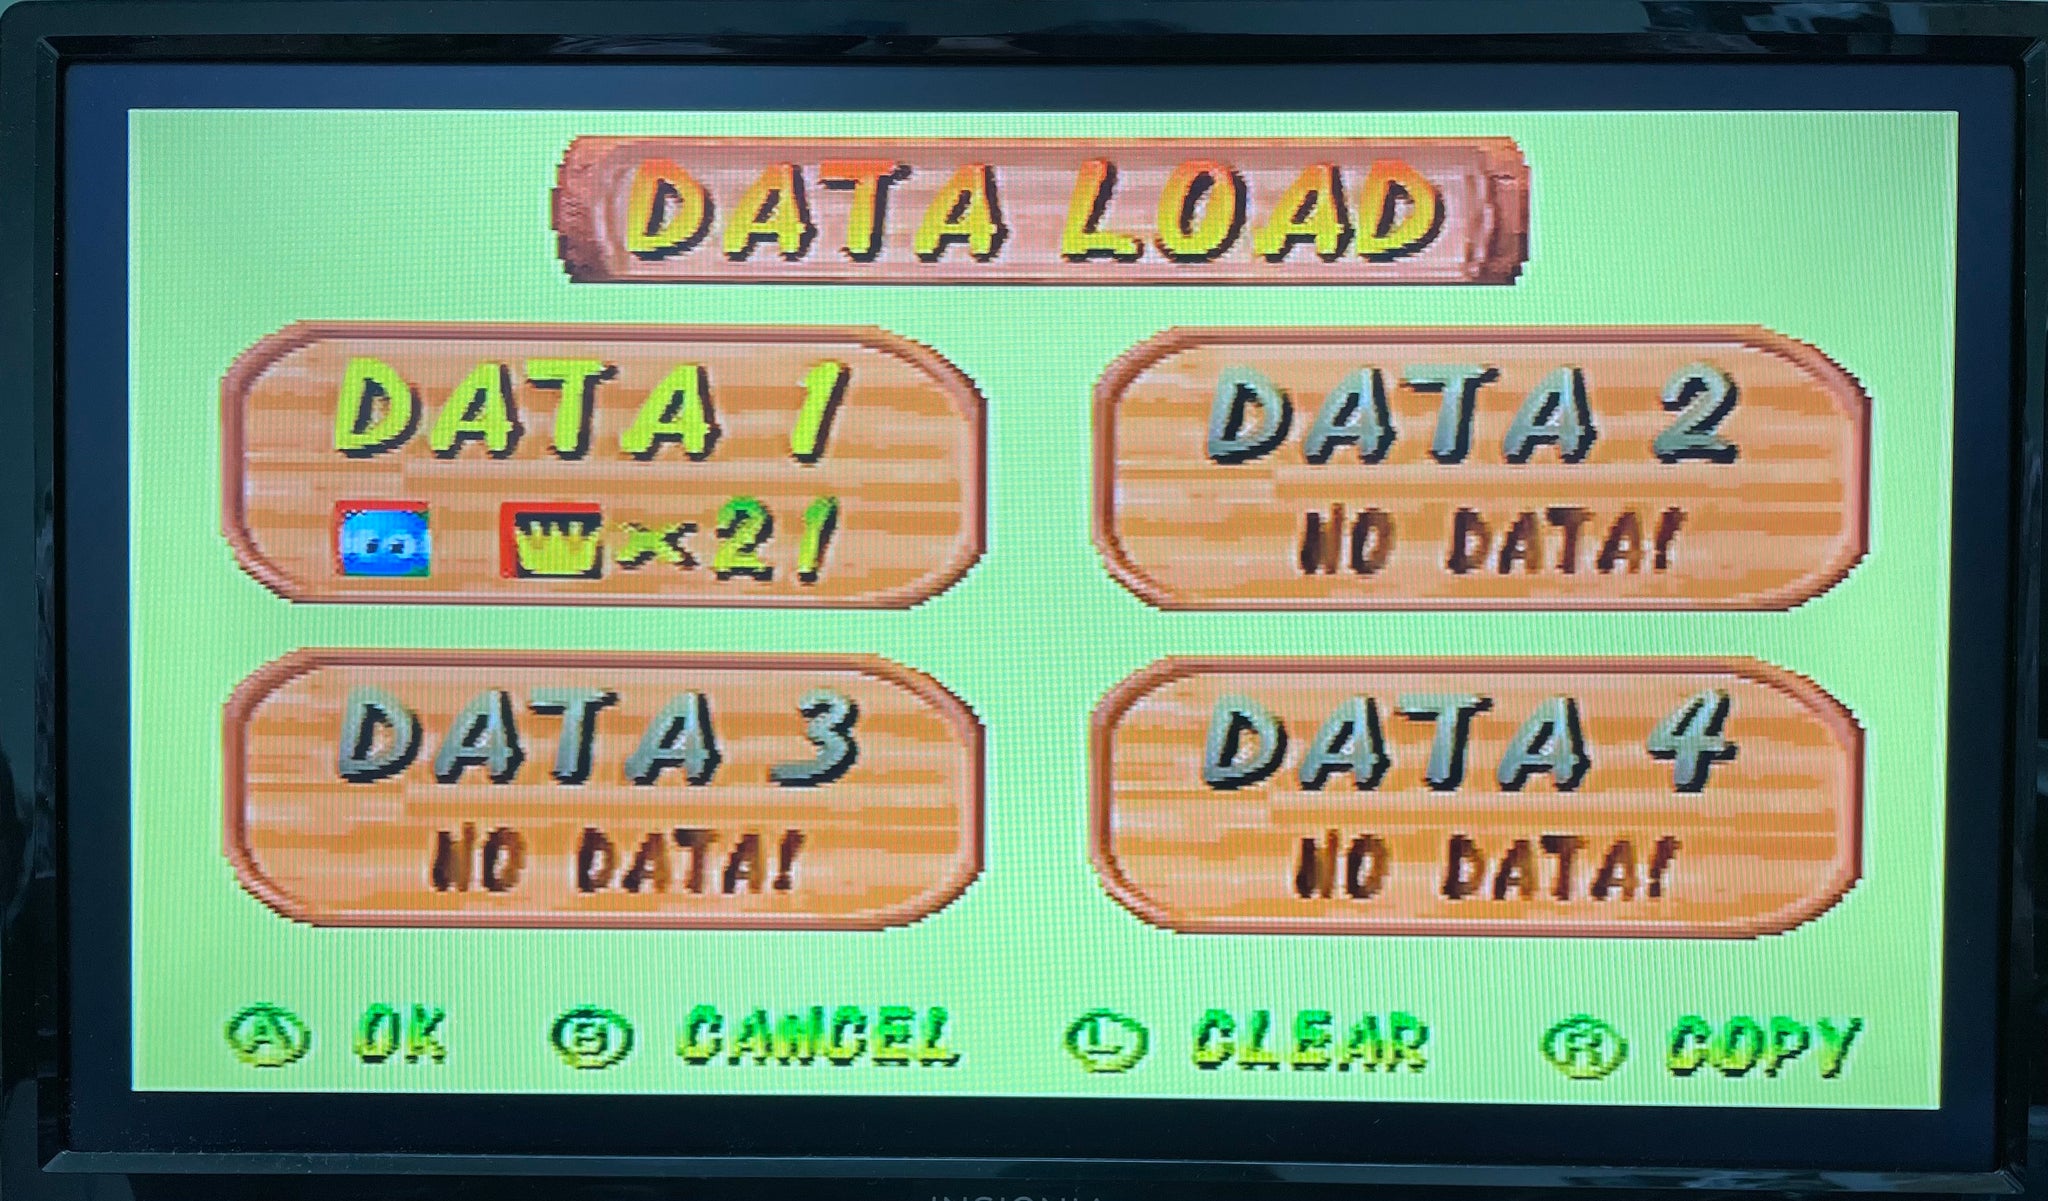 DATA LOAD
DATA 1
×21
DATA 2
NO DATA!
DATA 3
NO DATA!
DATA 4
NO DATA!
A OK B CANCEL L CLEAR R COPY